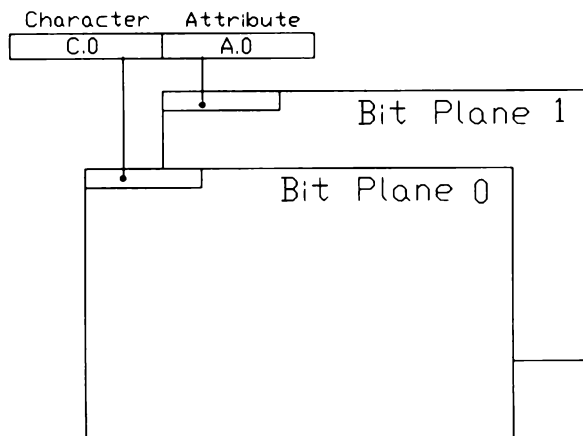 Character Attribute
C.0 A.0
Bit Plane 1
Bit Plane 0